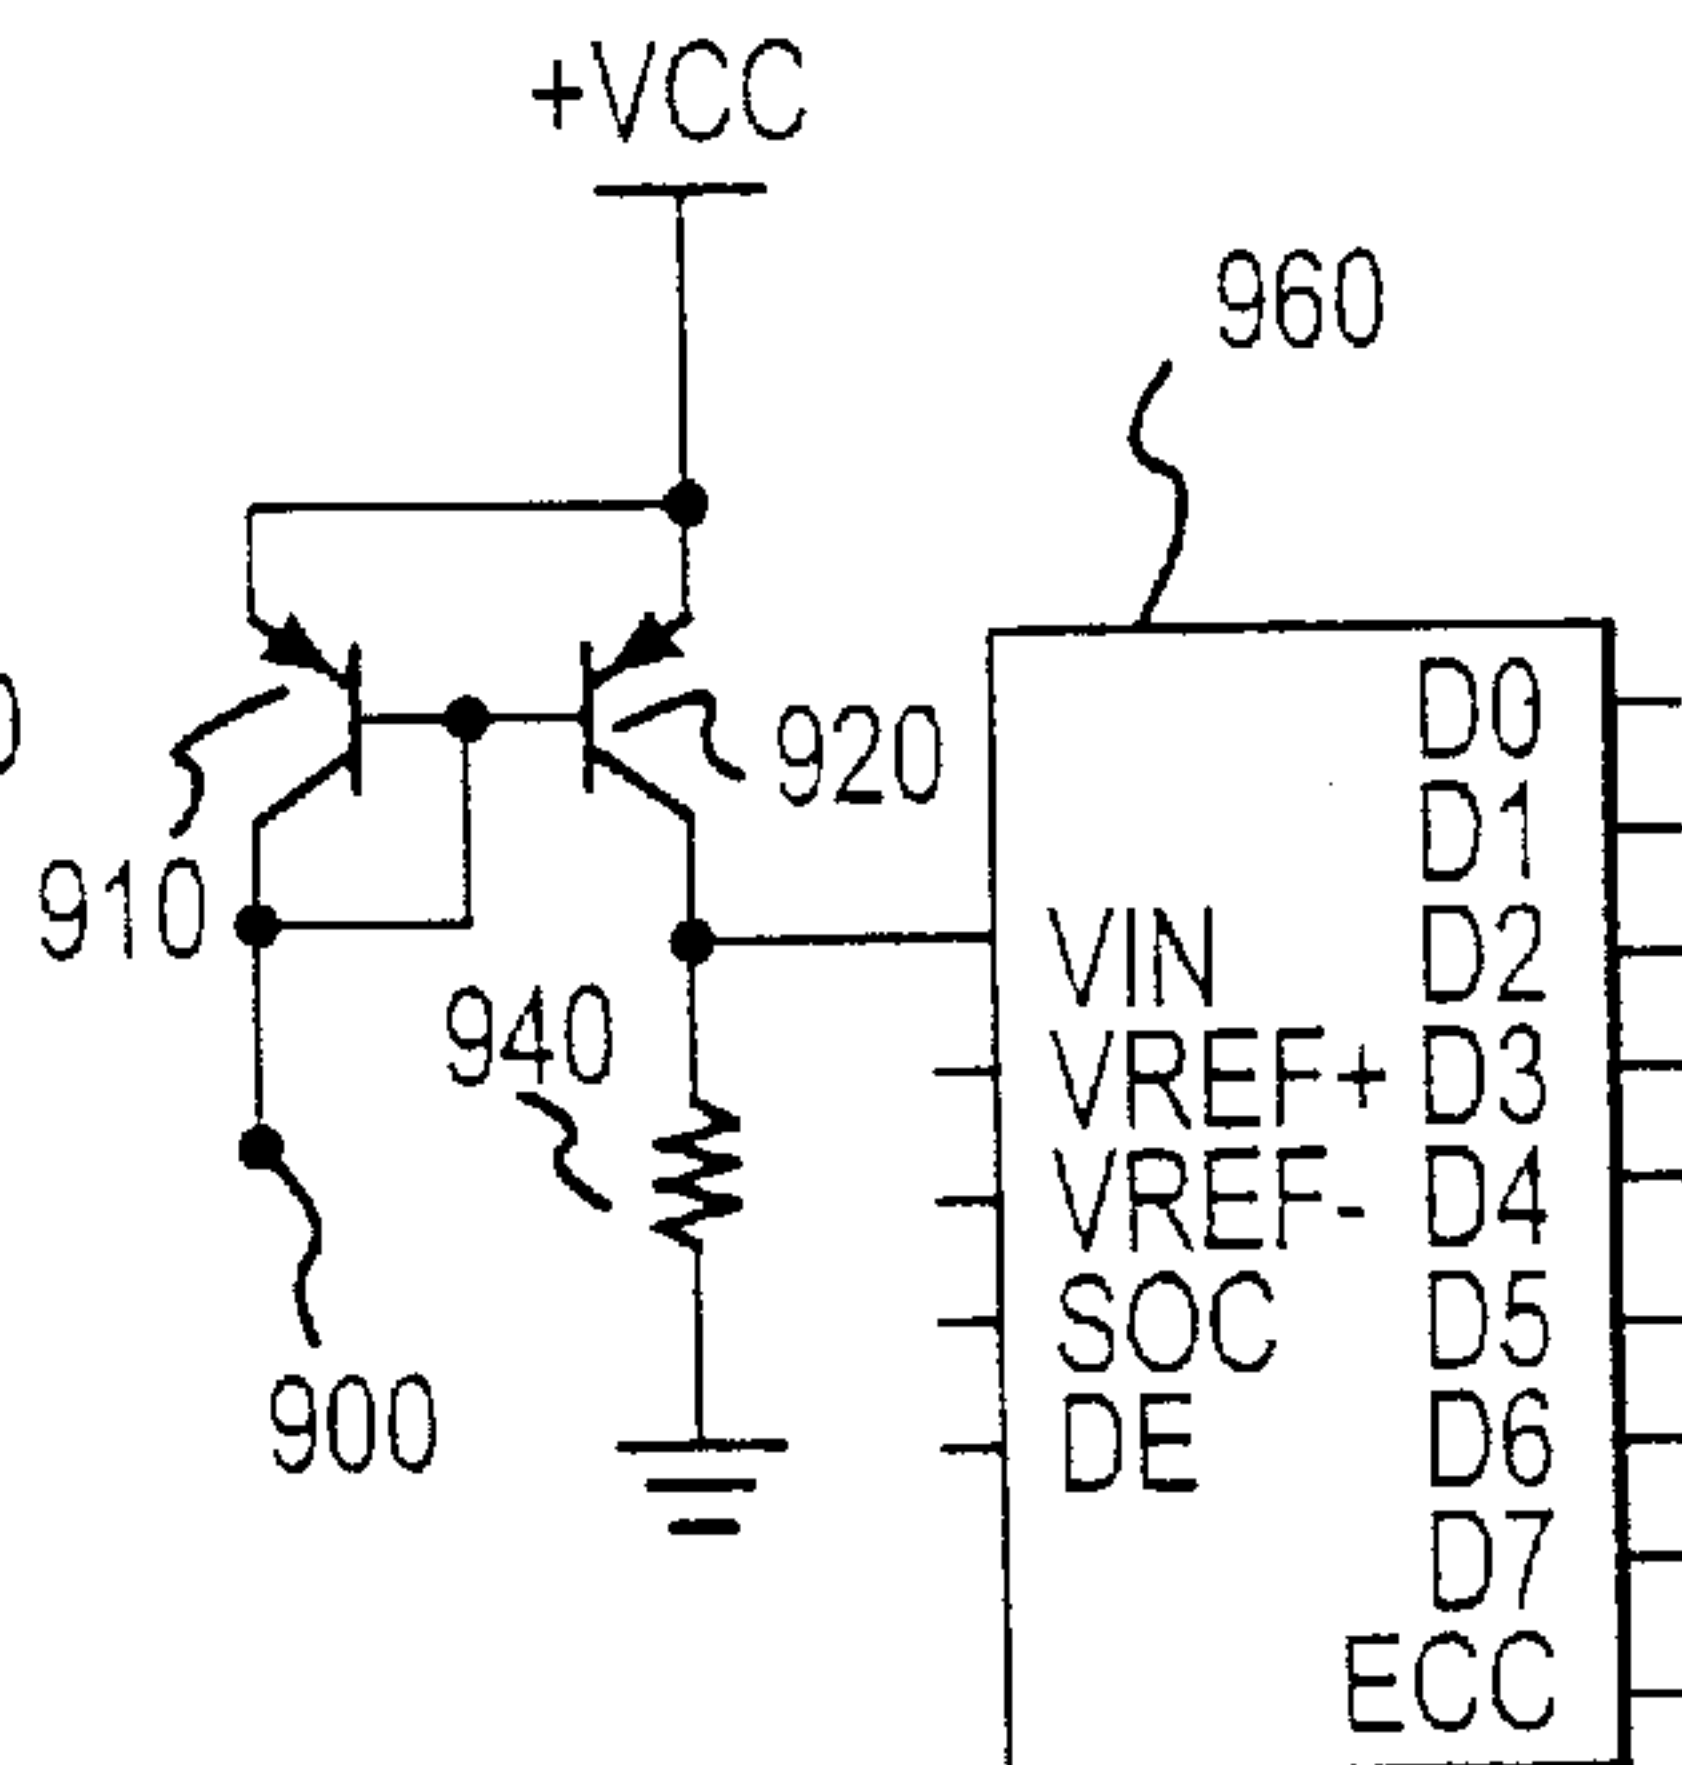 +VCC
960
920
910
940
900
D0
D1
VIN D2
VREF+ D3
VREF- D4
SOC D5
DE D6
D7
ECC